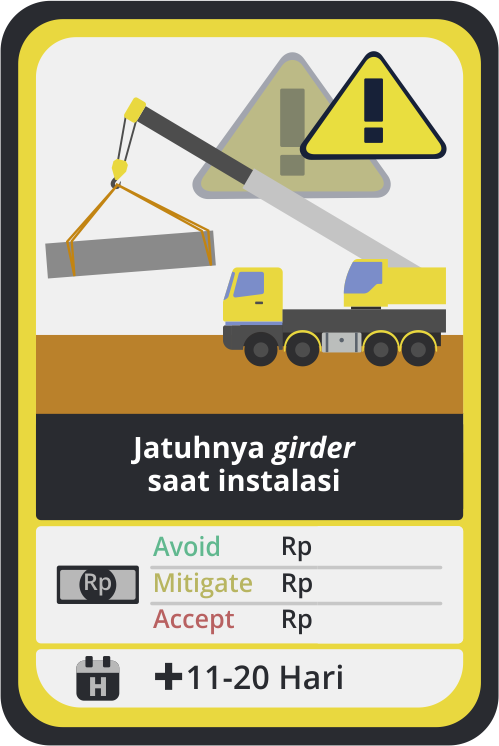 Jatuhnya girder
saat instalasi
Avoid Rp
Rp Mitigate Rp
Accept Rp
H +11-20 Hari